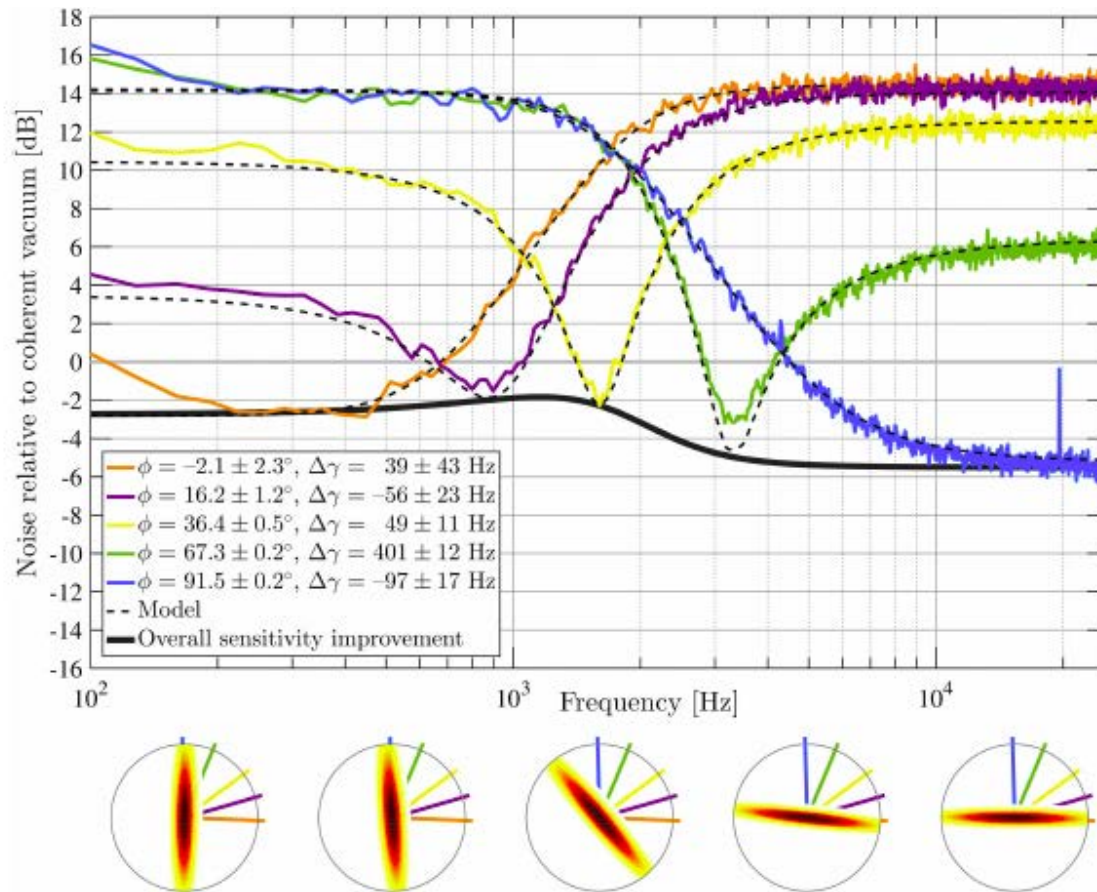 18
16
14
12
10
8
6
4
2
0
-2
-4
-6
-8
-10
-12
-14
-16
Noise relative to coherent vacuum [dB]
ϕ = –2.1 ± 2.3°, Δγ = 39 ± 43 Hz
ϕ = 16.2 ± 1.2°, Δγ = –56 ± 23 Hz
ϕ = 36.4 ± 0.5°, Δγ = 49 ± 11 Hz
ϕ = 67.3 ± 0.2°, Δγ = 401 ± 12 Hz
ϕ = 91.5 ± 0.2°, Δγ = –97 ± 17 Hz
Model
Overall sensitivity improvement
10² 10³ Frequency [Hz] 10⁴